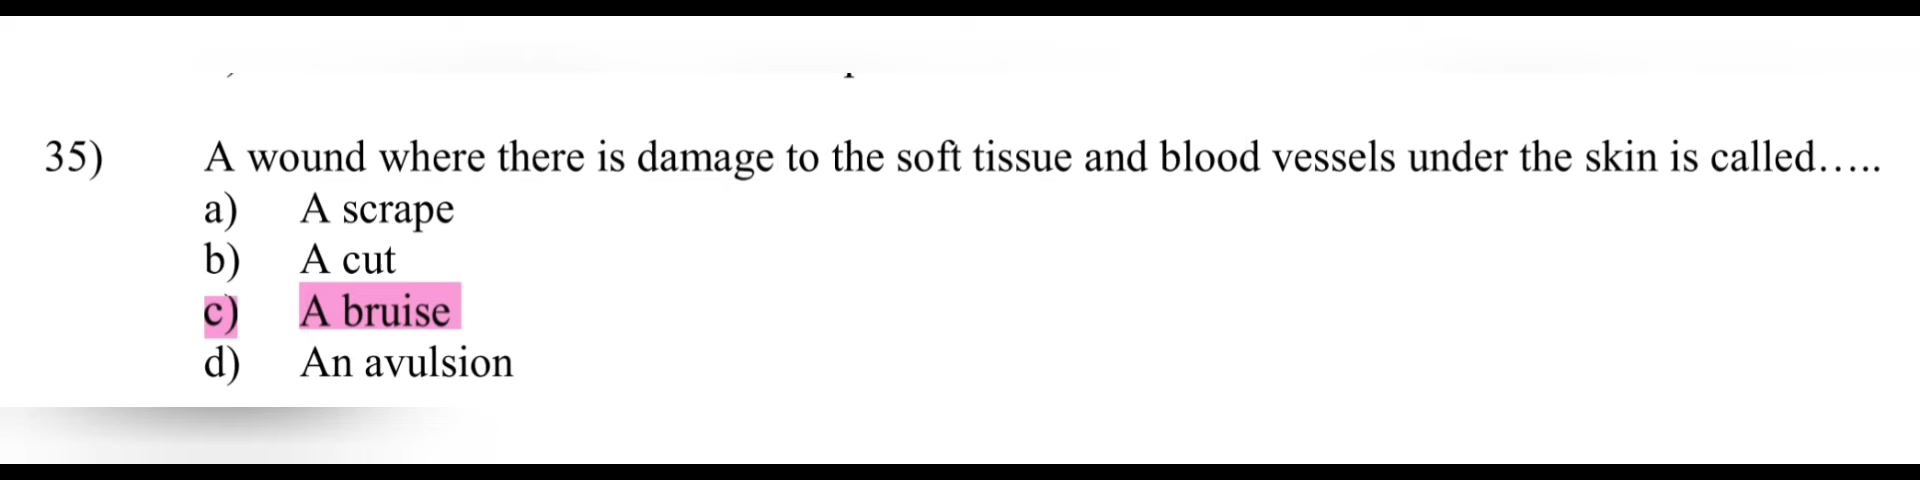 35) A wound where there is damage to the soft tissue and blood vessels under the skin is called…..
a) A scrape
b) A cut
c) A bruise
d) An avulsion